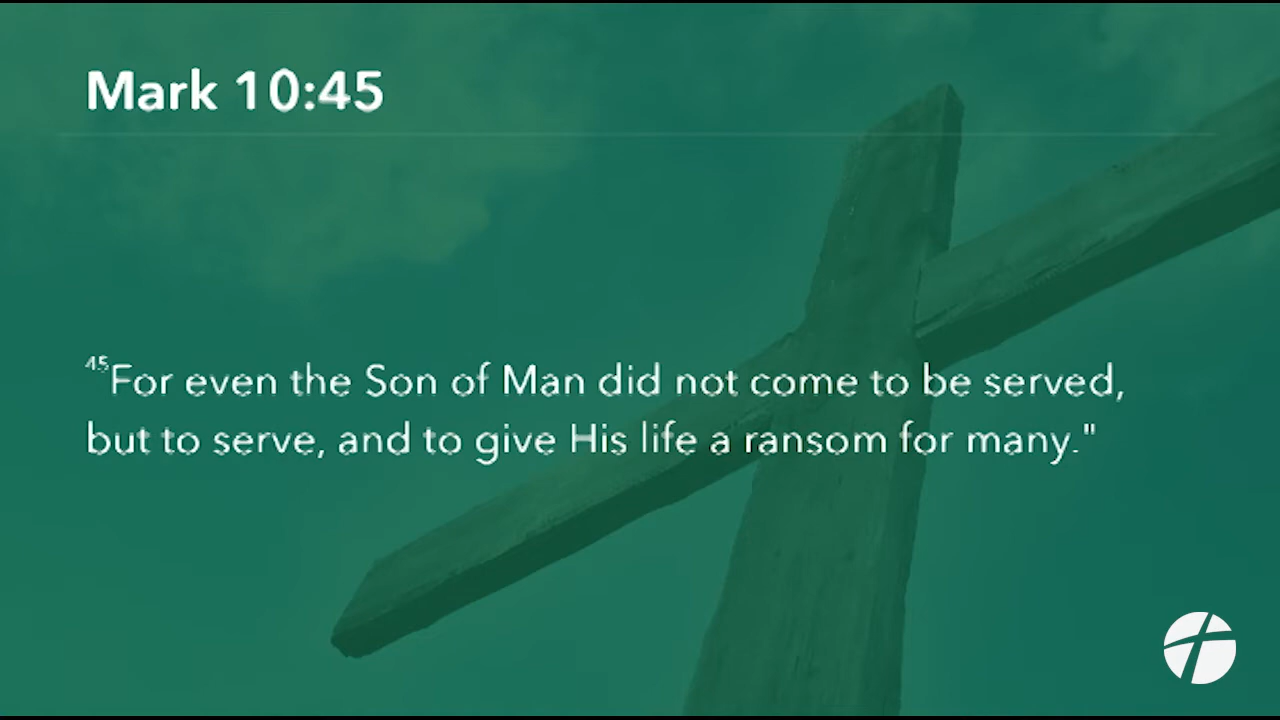 Mark 10:45
45For even the Son of Man did not come to be served,
but to serve, and to give His life a ransom for many."